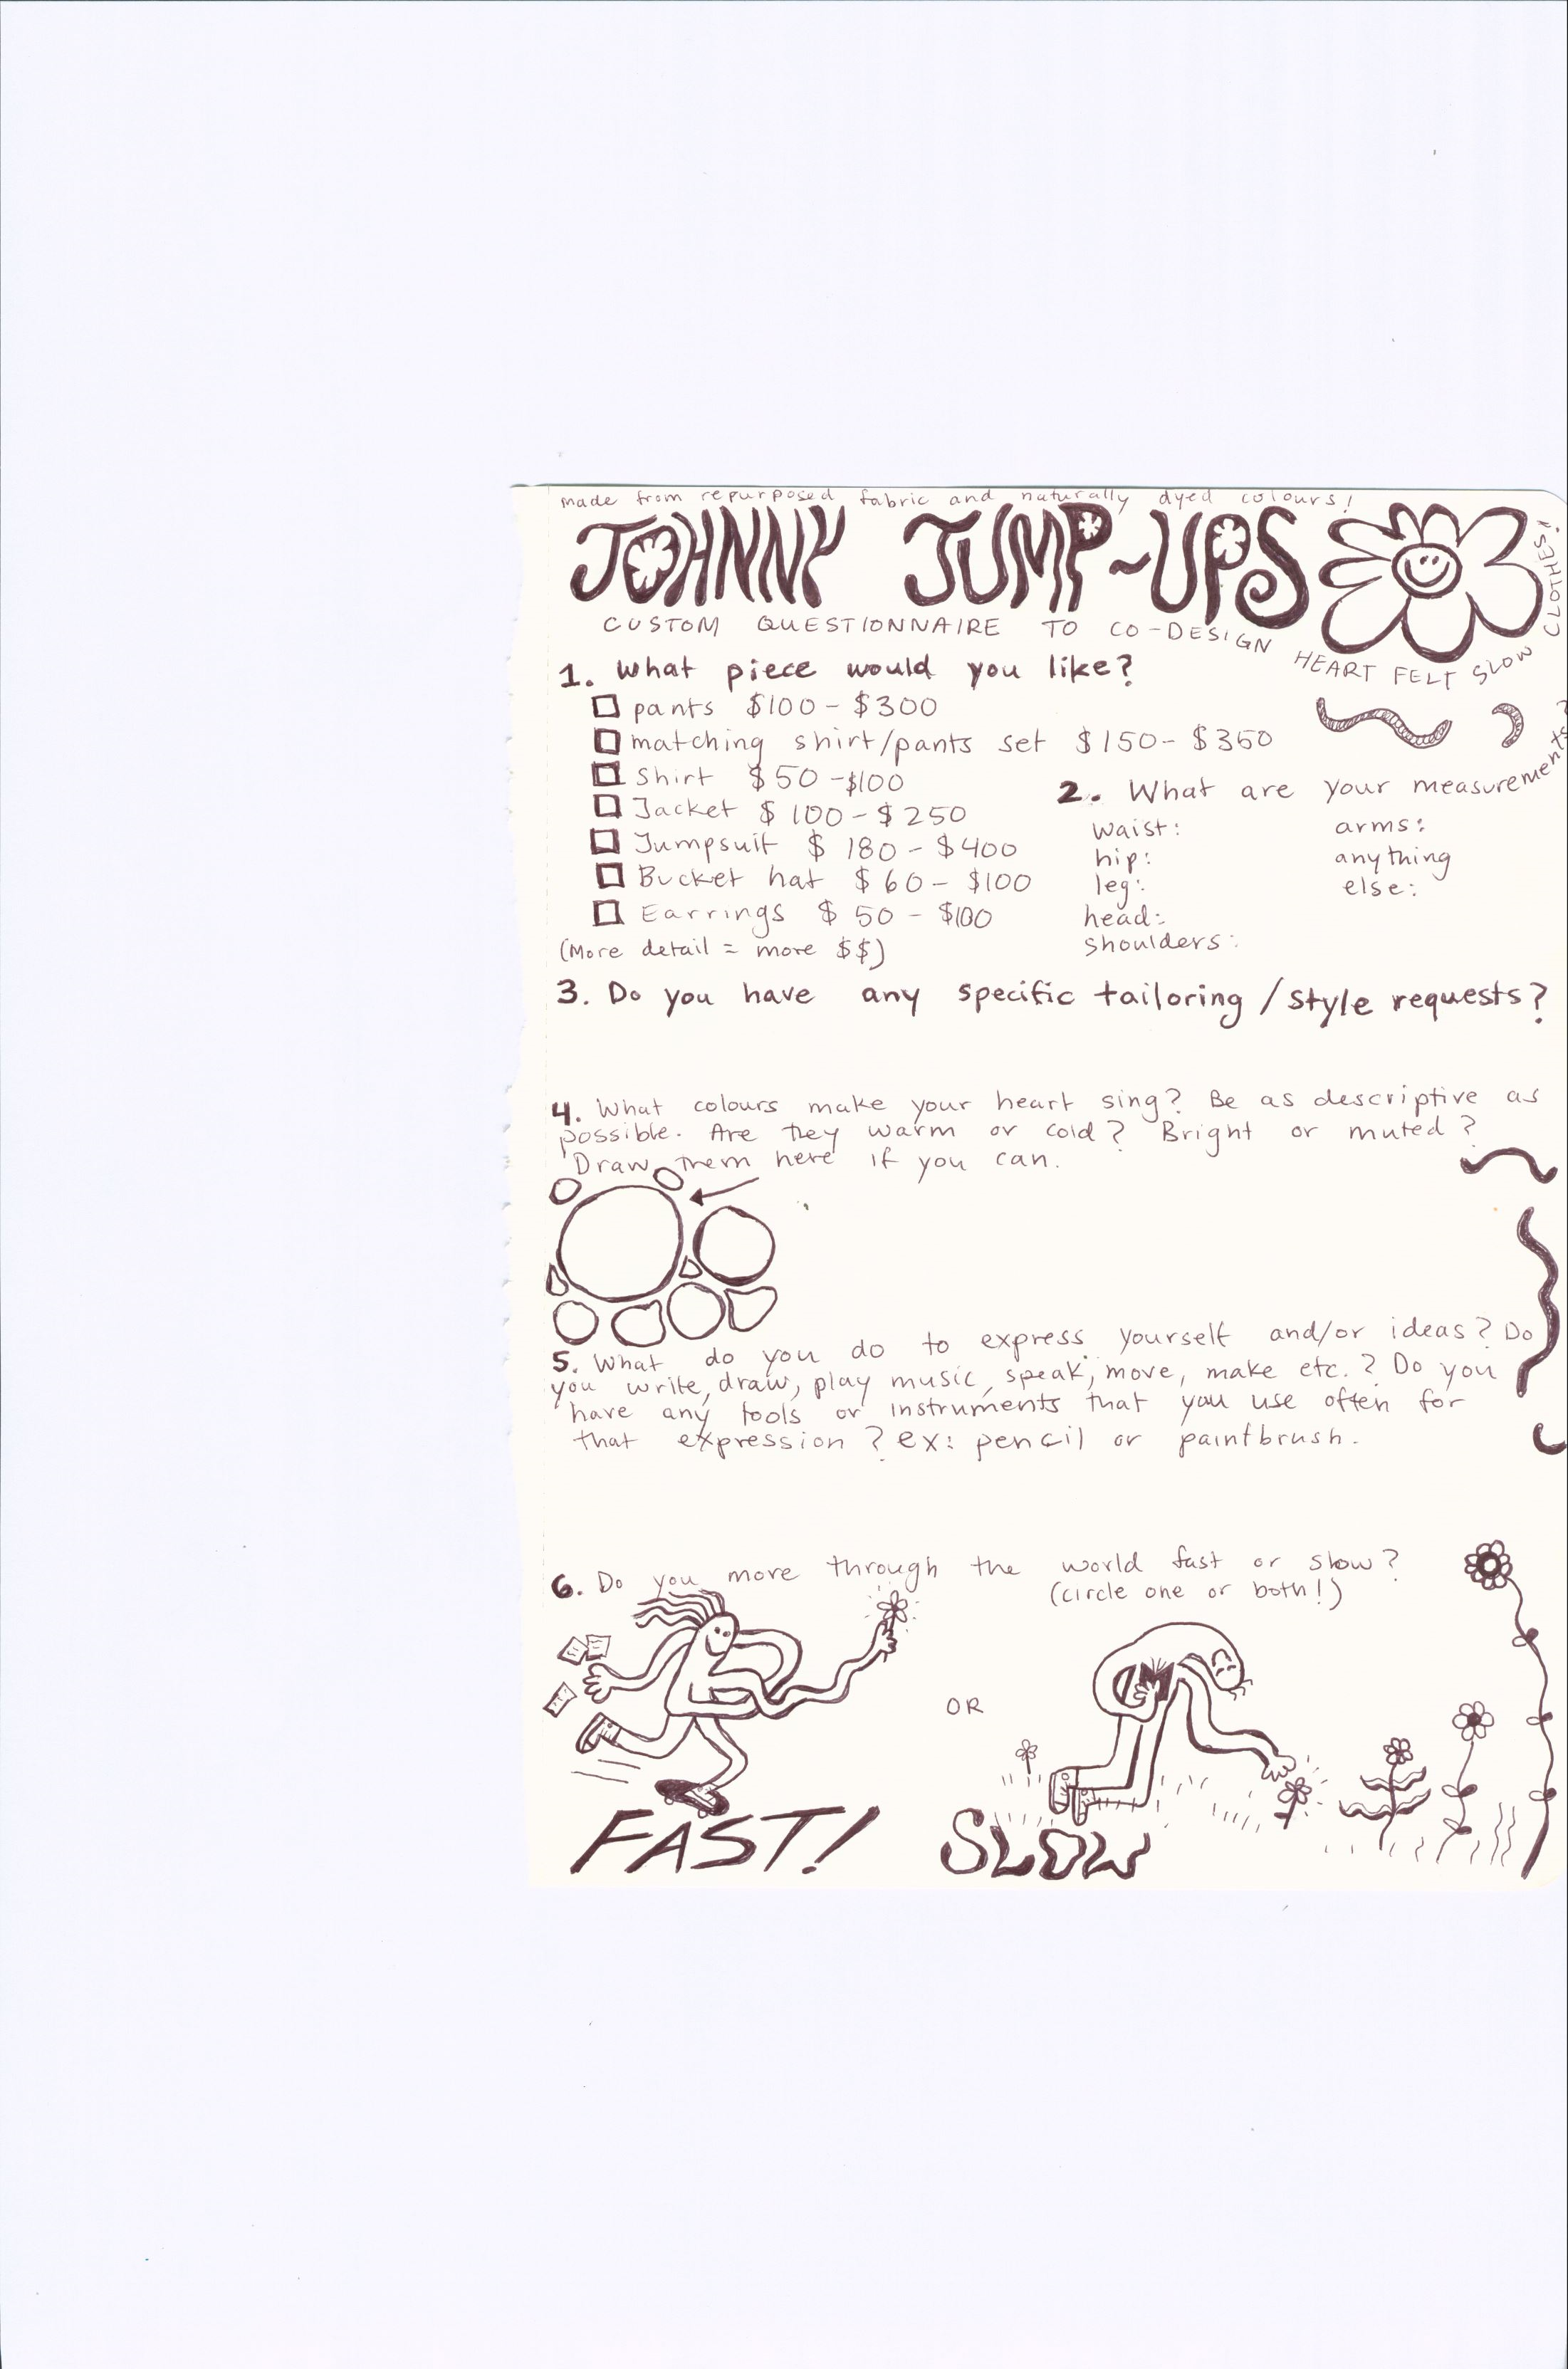 made from repurposed fabric and naturally dyed colours!
JOHNNY JUMP~UPS
CUSTOM QUESTIONNAIRE TO CO-DESIGN HEART FELT SLOW CLOTHES!
1. What piece would you like?
pants $100 - $300
matching shirt/pants set $150 - $350
Shirt $50 - $100
Jacket $100 - $250
Jumpsuit $180 - $400
Bucket hat $60 - $100
Earrings $50 - $100
(More detail = more $$)
2. What are your measurements?
waist:
hip:
leg:
head:
shoulders:
arms:
anything
else:
3. Do you have any specific tailoring / style requests?
4. What colours make your heart sing? Be as descriptive as
possible. Are they warm or cold? Bright or muted?
Draw them here if you can.
5. What do you do to express yourself and/or ideas? Do
you write, draw, play music, speak, move, make etc.? Do you
have any tools or instruments that you use often for
that expression? ex: pencil or paintbrush.
6. Do you more through the world fast or slow?
(circle one or both!)
OR
FAST!
SLOW